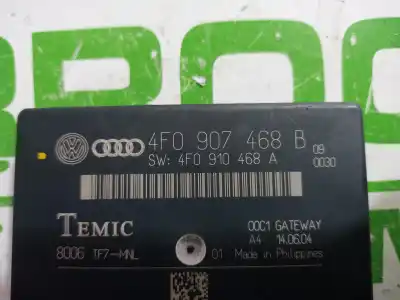 4F0 907 468 B 09
SW: 4F0 910 468 A 0030
TEMIC 00C1 GATEWAY
A4 14.06.04
8006 TF7-MNL 01 Made in Philippines